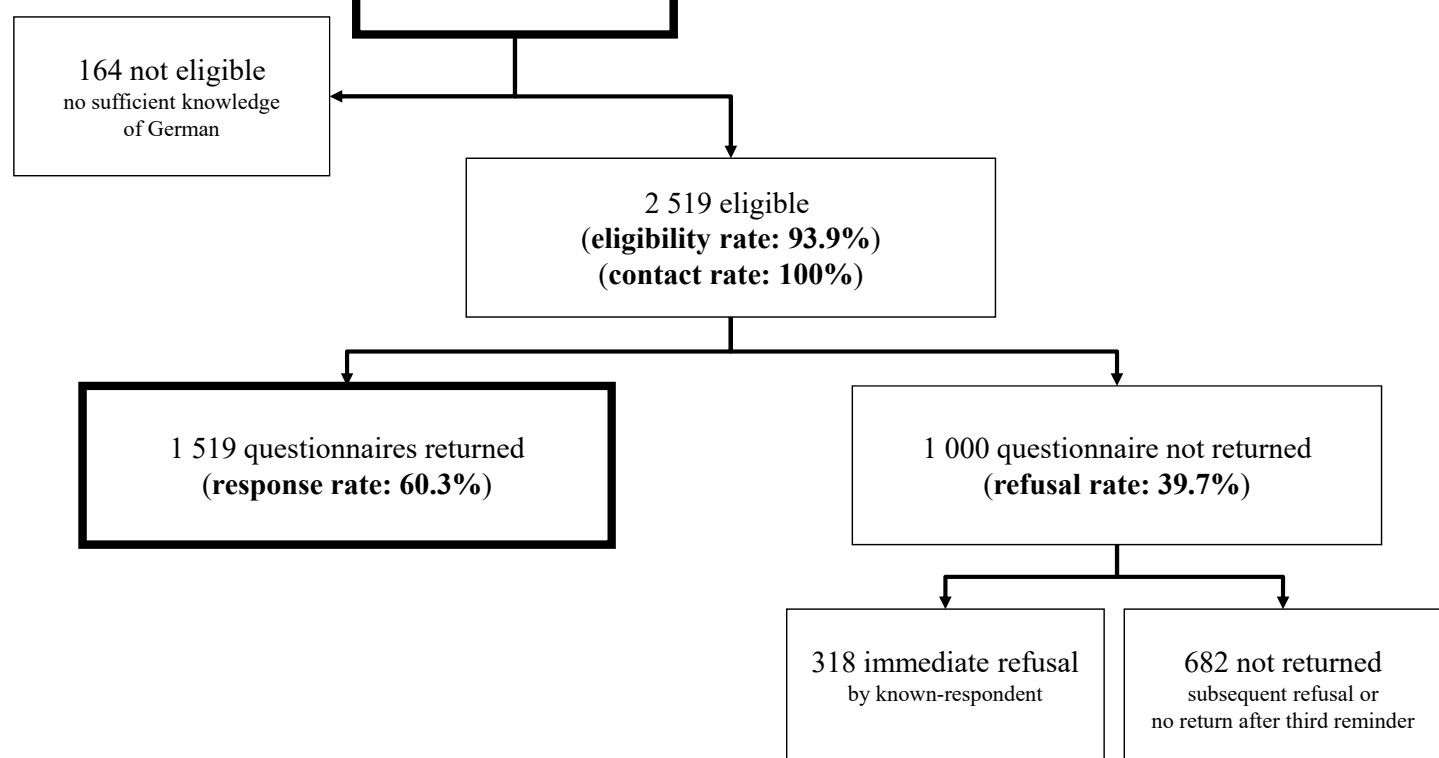 164 not eligible
no sufficient knowledge
of German
2 519 eligible
(eligibility rate: 93.9%)
(contact rate: 100%)
1 519 questionnaires returned
(response rate: 60.3%)
1 000 questionnaire not returned
(refusal rate: 39.7%)
318 immediate refusal
by known-respondent
682 not returned
subsequent refusal or
no return after third reminder